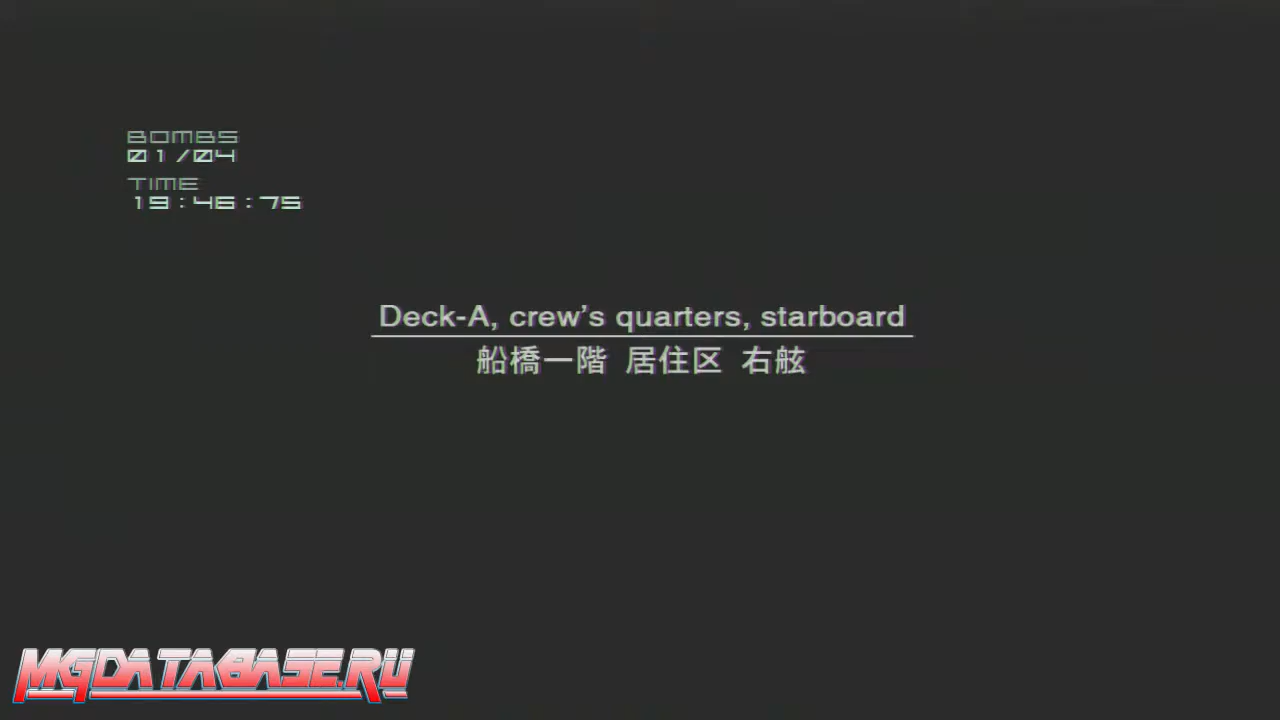 BOMBS
01/04
TIME
19:46:75
Deck-A, crew's quarters, starboard
船橋一階 居住区 右舷
MGDATABASE.RU